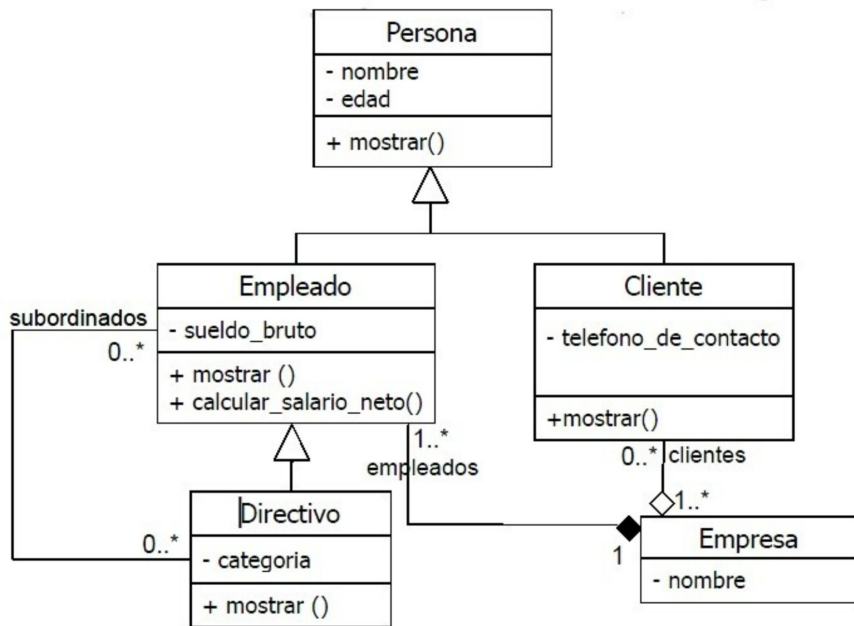 Persona
- nombre
- edad
+ mostrar()
Empleado
- sueldo_bruto
+ mostrar ()
+ calcular_salario_neto()
Cliente
- telefono_de_contacto
+mostrar()
subordinados
0..*
1..*
empleados
0..* clientes
1..*
Directivo
- categoria
+ mostrar ()
0..*
1
Empresa
- nombre